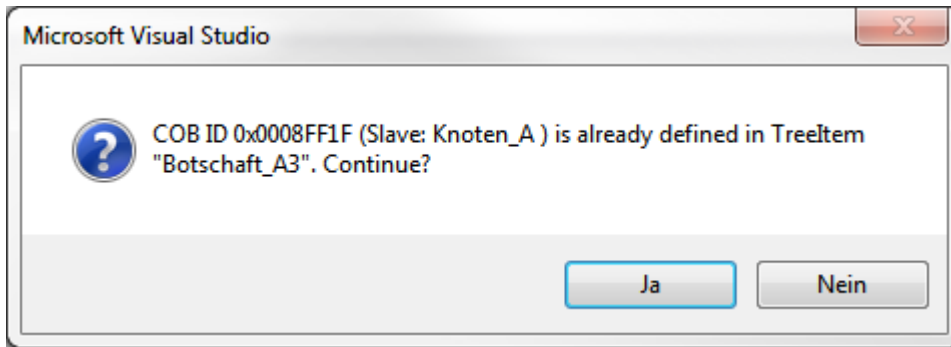 Microsoft Visual Studio
COB ID 0x0008FF1F (Slave: Knoten_A ) is already defined in TreeItem
"Botschaft_A3". Continue?
Ja
Nein